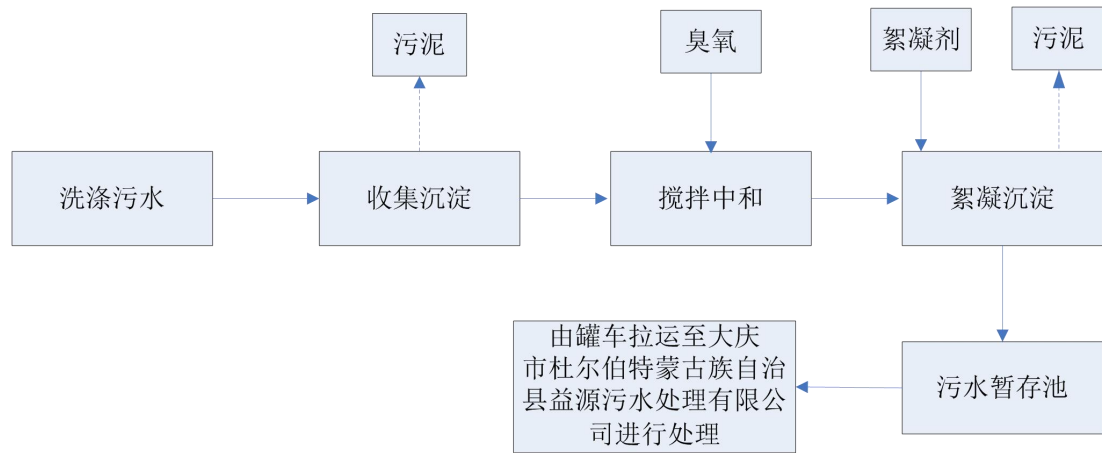 污泥
臭氧
絮凝剂
污泥
洗涤污水
收集沉淀
搅拌中和
絮凝沉淀
由罐车拉运至大庆
市杜尔伯特蒙古族自治
县益源污水处理有限公
司进行处理
污水暂存池